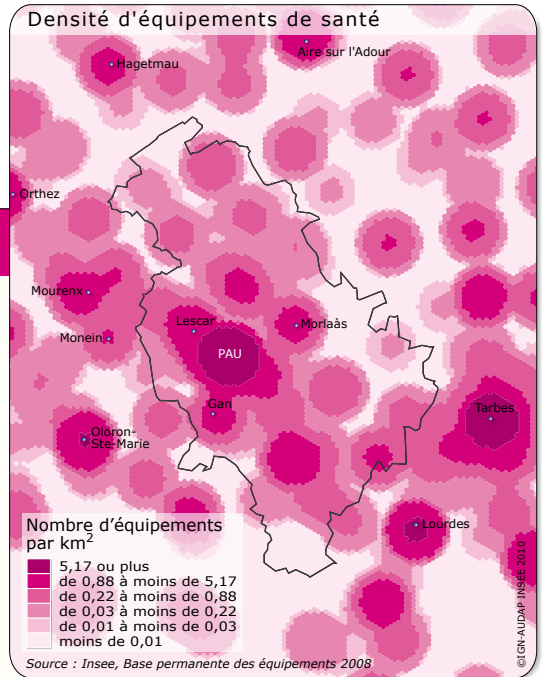 Densité d'équipements de santé
Aire sur l'Adour
Hagetmau
Orthez
Mourenx
Lescar
Morlaàs
Monein
PAU
Gan
Tarbes
Oloron-
Ste-Marie
Lourdes
Nombre d’équipements
par km²
5,17 ou plus
de 0,88 à moins de 5,17
de 0,22 à moins de 0,88
de 0,03 à moins de 0,22
de 0,01 à moins de 0,03
moins de 0,01
Source : Insee, Base permanente des équipements 2008
©IGN-AUDAP INSEE 2010